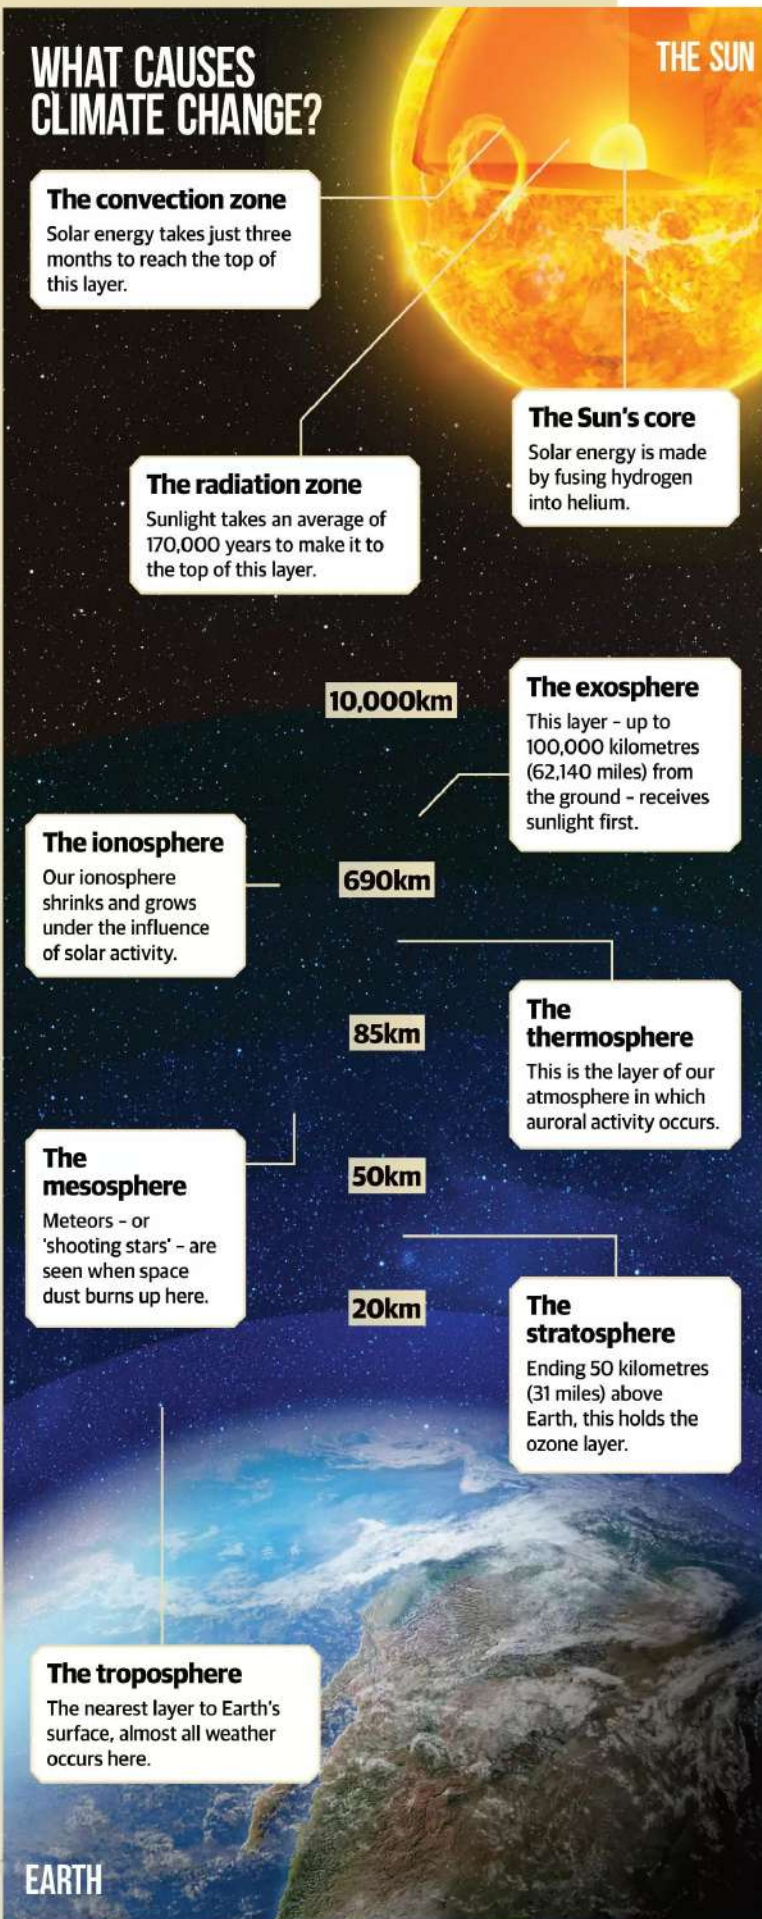 WHAT CAUSES
CLIMATE CHANGE?
THE SUN
The convection zone
Solar energy takes just three
months to reach the top of
this layer.
The Sun's core
Solar energy is made
by fusing hydrogen
into helium.
The radiation zone
Sunlight takes an average of
170,000 years to make it to
the top of this layer.
10,000km
The exosphere
This layer – up to
100,000 kilometres
(62,140 miles) from
the ground – receives
sunlight first.
The ionosphere
Our ionosphere
shrinks and grows
under the influence
of solar activity.
690km
The
thermosphere
This is the layer of our
atmosphere in which
auroral activity occurs.
85km
The
mesosphere
Meteors – or
'shooting stars' – are
seen when space
dust burns up here.
50km
20km
The
stratosphere
Ending 50 kilometres
(31 miles) above
Earth, this holds the
ozone layer.
The troposphere
The nearest layer to Earth's
surface, almost all weather
occurs here.
EARTH